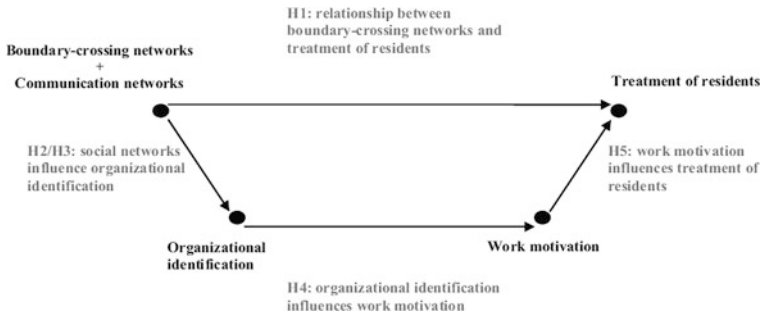 H1: relationship between
boundary-crossing networks and
treatment of residents
Boundary-crossing networks
+
Communication networks
Treatment of residents
H2/H3: social networks
influence organizational
identification
H5: work motivation
influences treatment of
residents
Organizational
identification
Work motivation
H4: organizational identification
influences work motivation